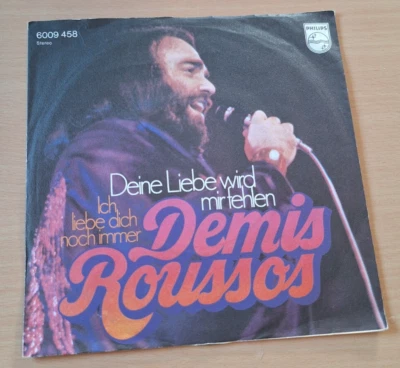 6009 458
Stereo
PHILIPS
Deine Liebe wird
mir fehlen
Ich
liebe dich
noch immer
Demis
Roussos